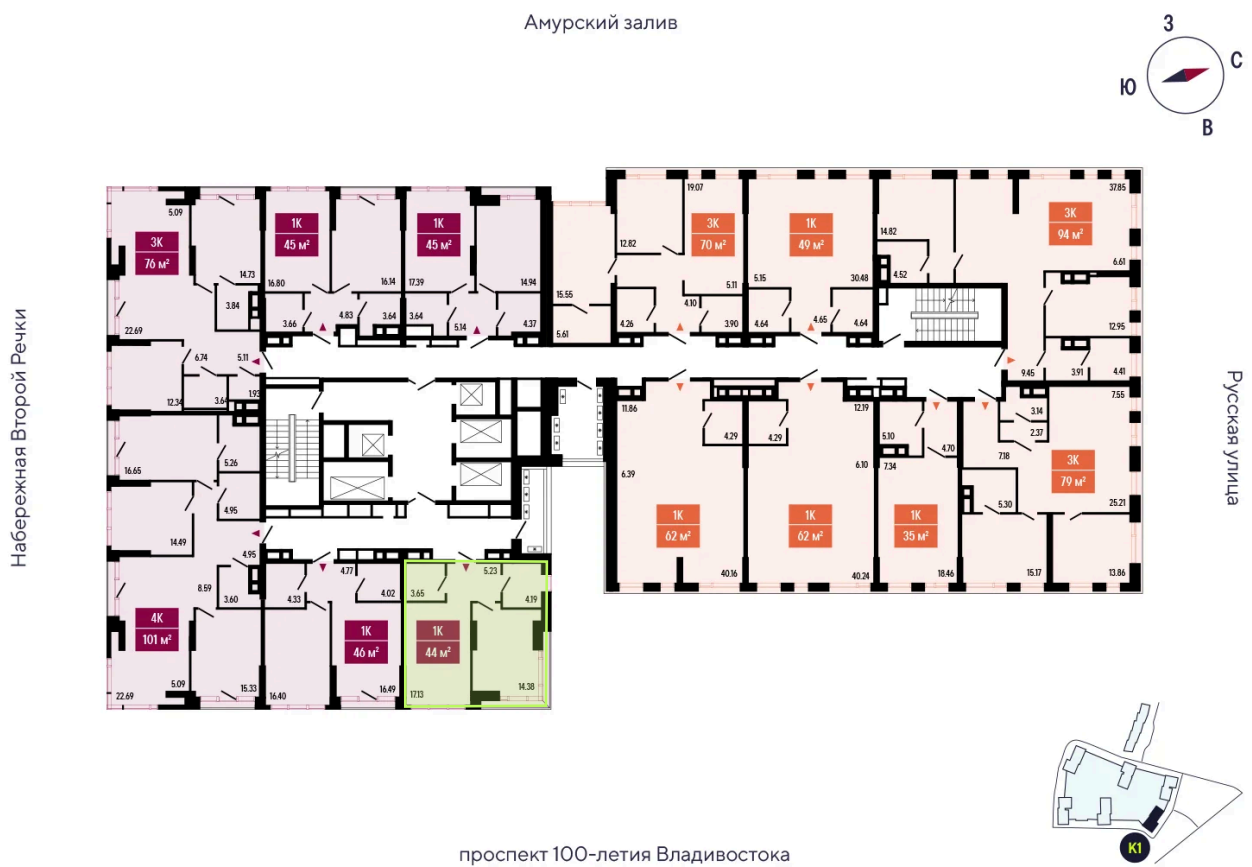 Амурский залив
З
С
Ю
В
Набережная Второй Речки
Русская улица
5.09
3К
76 м²
14.73
3.84
22.69
6.74
5.11
12.34
3.64
1.93
1К
45 м²
16.80
16.14
3.66
4.83
3.64
1К
45 м²
17.39
14.94
3.64
5.14
4.37
15.55
5.61
19.07
12.82
3К
70 м²
5.11
4.10
4.26
3.90
1К
49 м²
5.15
30.48
4.64
4.65
4.64
14.82
4.52
37.85
3К
94 м²
6.61
12.95
9.45
3.91
4.41
16.65
5.26
4.95
14.49
4.95
8.59
3.60
4К
101 м²
22.69
5.09
15.33
4.77
4.33
4.02
1К
46 м²
16.40
16.49
5.23
3.65
4.19
1К
44 м²
17.13
14.38
11.86
4.29
6.39
1К
62 м²
40.16
12.19
4.29
6.10
1К
62 м²
40.24
5.10
4.70
7.34
1К
35 м²
18.46
7.55
3.14
2.37
7.18
3К
79 м²
5.30
25.21
15.17
13.86
К1
проспект 100-летия Владивостока